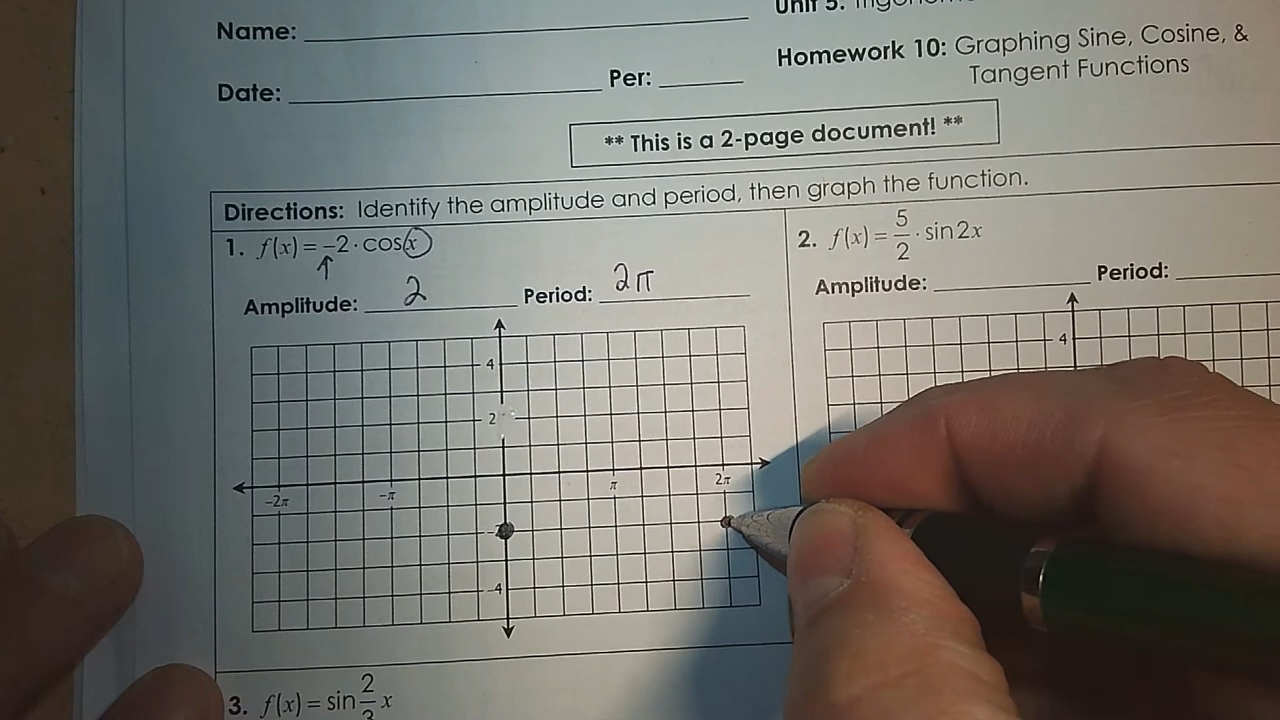 Name: Unit 5:
Homework 10: Graphing Sine, Cosine, &
Tangent Functions
Date: Per:
** This is a 2-page document! **
Directions: Identify the amplitude and period, then graph the function.
1. f(x) = -2 · cos x
Amplitude: 2 Period: 2π
4
2
-2π -π π 2π
-4
2. f(x) = 5/2 · sin 2x
Amplitude: Period:
4
3. f(x) = sin 2/3 x